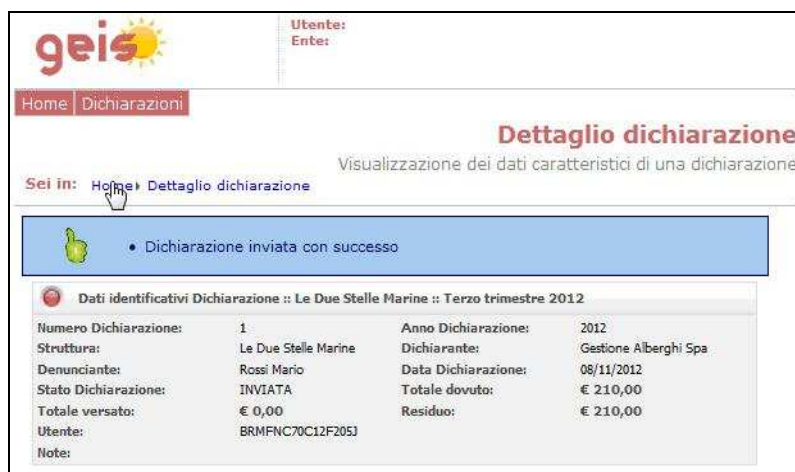 geis
Utente:
Ente:
Home Dichiarazioni
Dettaglio dichiarazione
Visualizzazione dei dati caratteristici di una dichiarazione
Sei in: Home Dettaglio dichiarazione
• Dichiarazione inviata con successo
Dati identificativi Dichiarazione :: Le Due Stelle Marine :: Terzo trimestre 2012
Numero Dichiarazione: 1 Anno Dichiarazione: 2012
Struttura: Le Due Stelle Marine Dichiarante: Gestione Alberghi Spa
Denunciante: Rossi Mario Data Dichiarazione: 08/11/2012
Stato Dichiarazione: INVIATA Totale dovuto: € 210,00
Totale versato: € 0,00 Residuo: € 210,00
Utente: BRMFNC70C12F205J
Note: